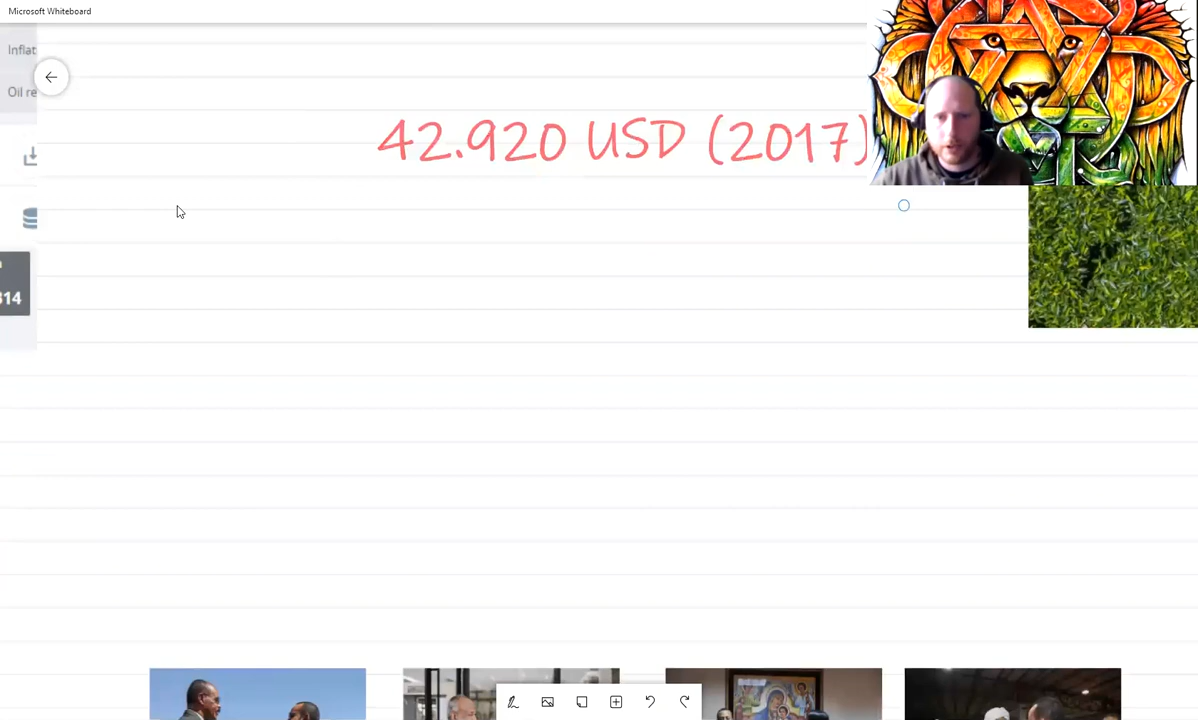 Microsoft Whiteboard
Inflat
Oil re
42.920 USD (2017)
314